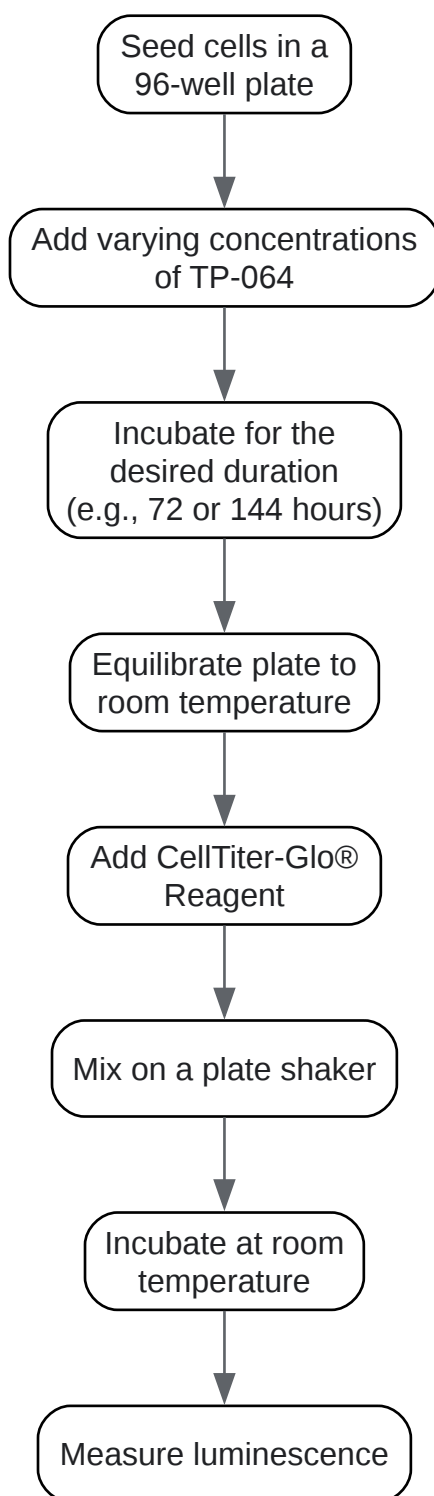 Seed cells in a
96-well plate
Add varying concentrations
of TP-064
Incubate for the
desired duration
(e.g., 72 or 144 hours)
Equilibrate plate to
room temperature
Add CellTiter-Glo®
Reagent
Mix on a plate shaker
Incubate at room
temperature
Measure luminescence